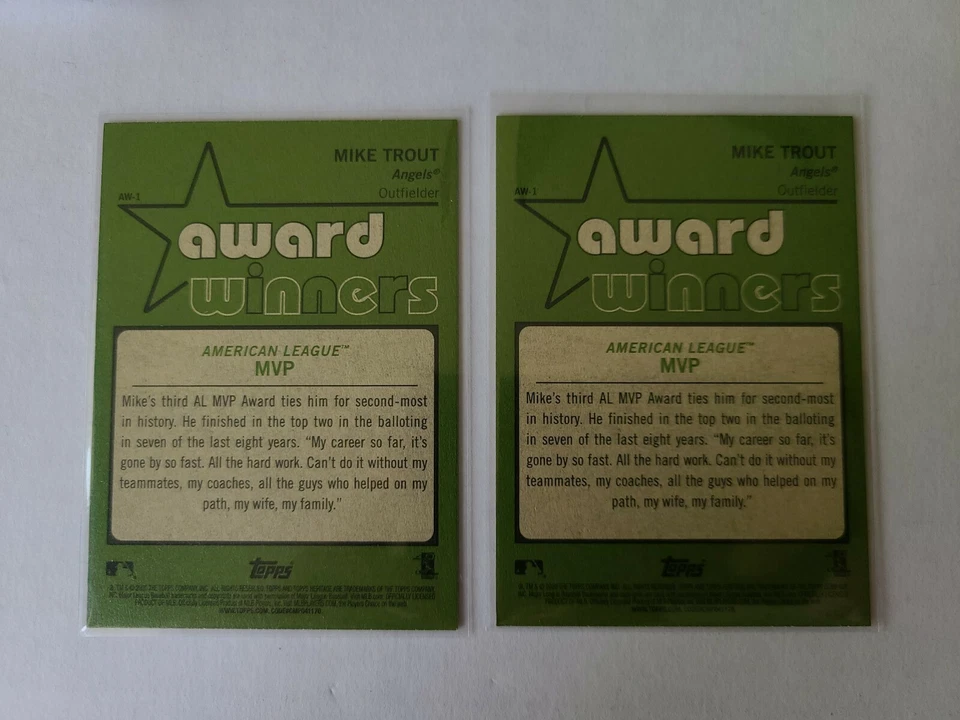 MIKE TROUT
Angels®
Outfielder
AW-1
award
winners
AMERICAN LEAGUE™
MVP
Mike's third AL MVP Award ties him for second-most
in history. He finished in the top two in the balloting
in seven of the last eight years. “My career so far, it's
gone by so fast. All the hard work. Can't do it without my
teammates, my coaches, all the guys who helped on my
path, my wife, my family.”
Topps
MIKE TROUT
Angels®
Outfielder
AW-1
award
winners
AMERICAN LEAGUE™
MVP
Mike's third AL MVP Award ties him for second-most
in history. He finished in the top two in the balloting
in seven of the last eight years. “My career so far, it's
gone by so fast. All the hard work. Can't do it without my
teammates, my coaches, all the guys who helped on my
path, my wife, my family.”
Topps